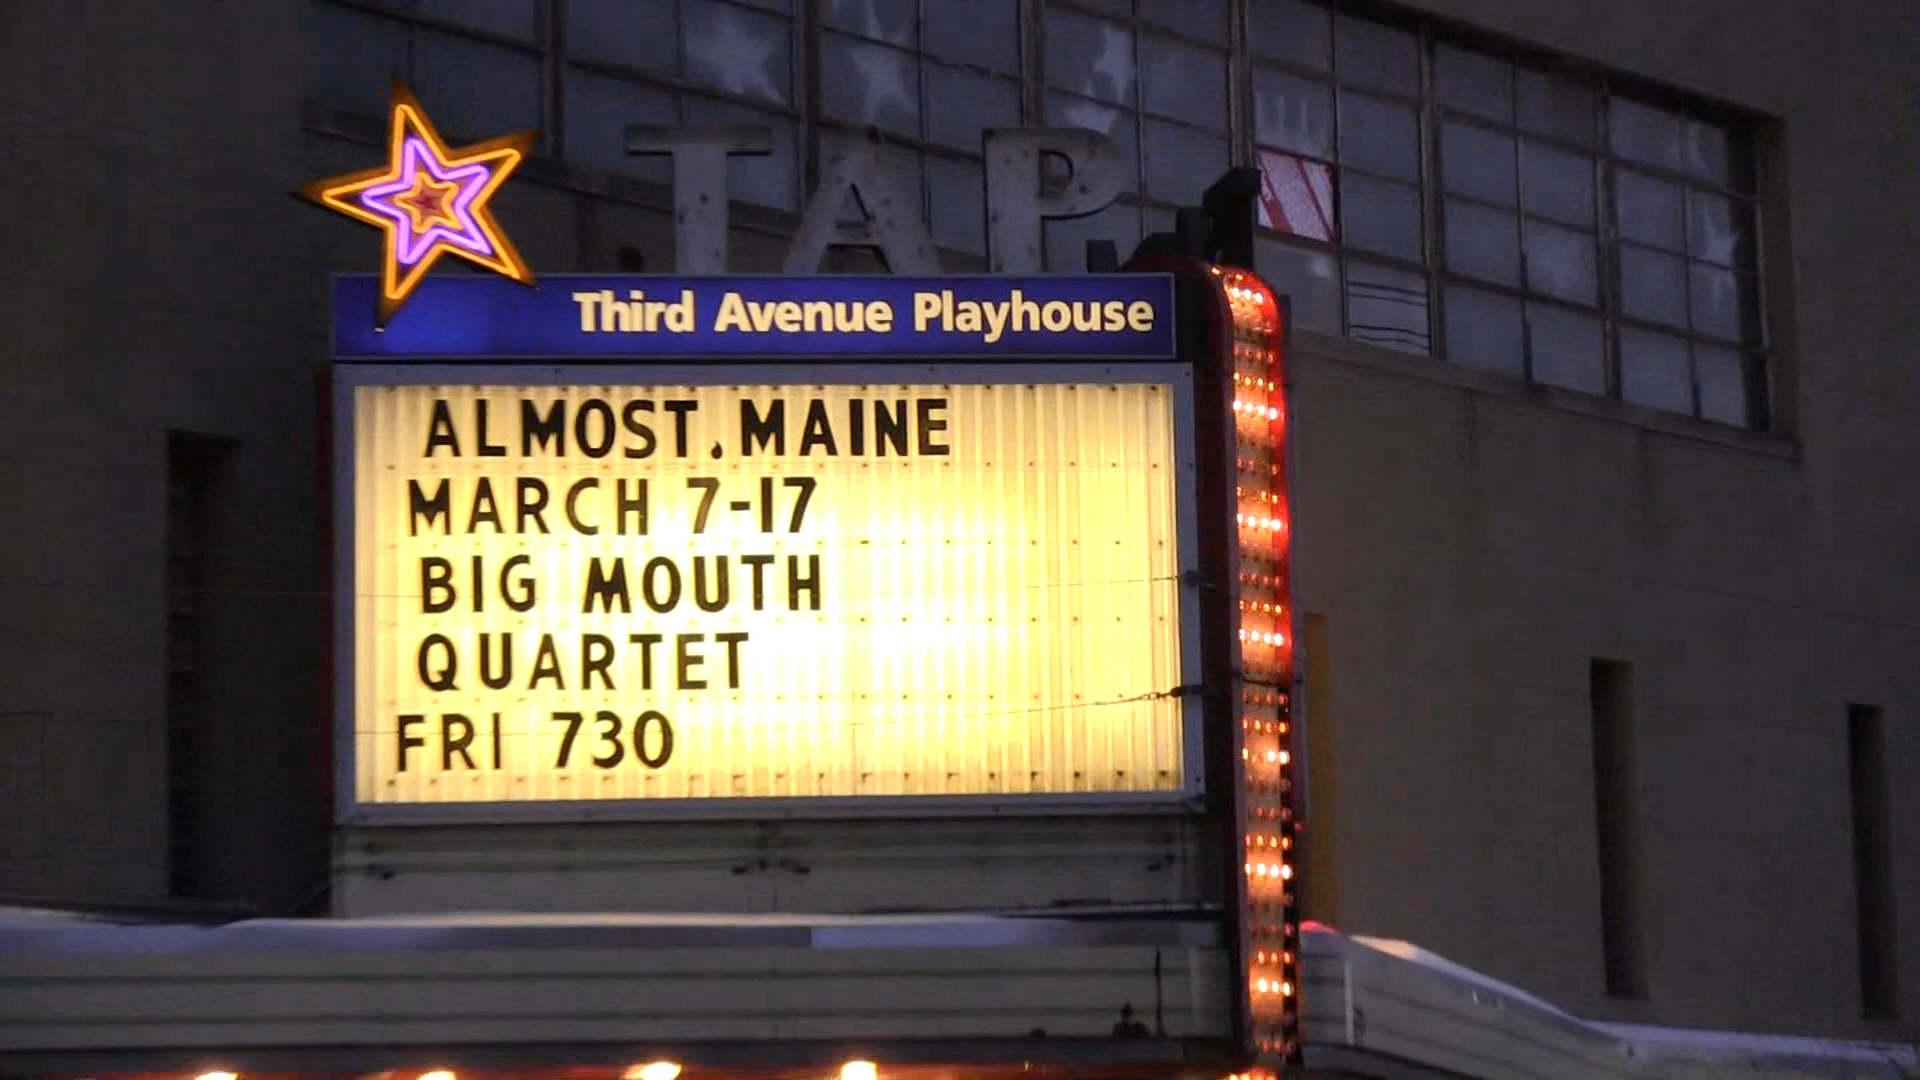 TAP
Third Avenue Playhouse
ALMOST, MAINE
MARCH 7-17
BIG MOUTH
QUARTET
FRI 730